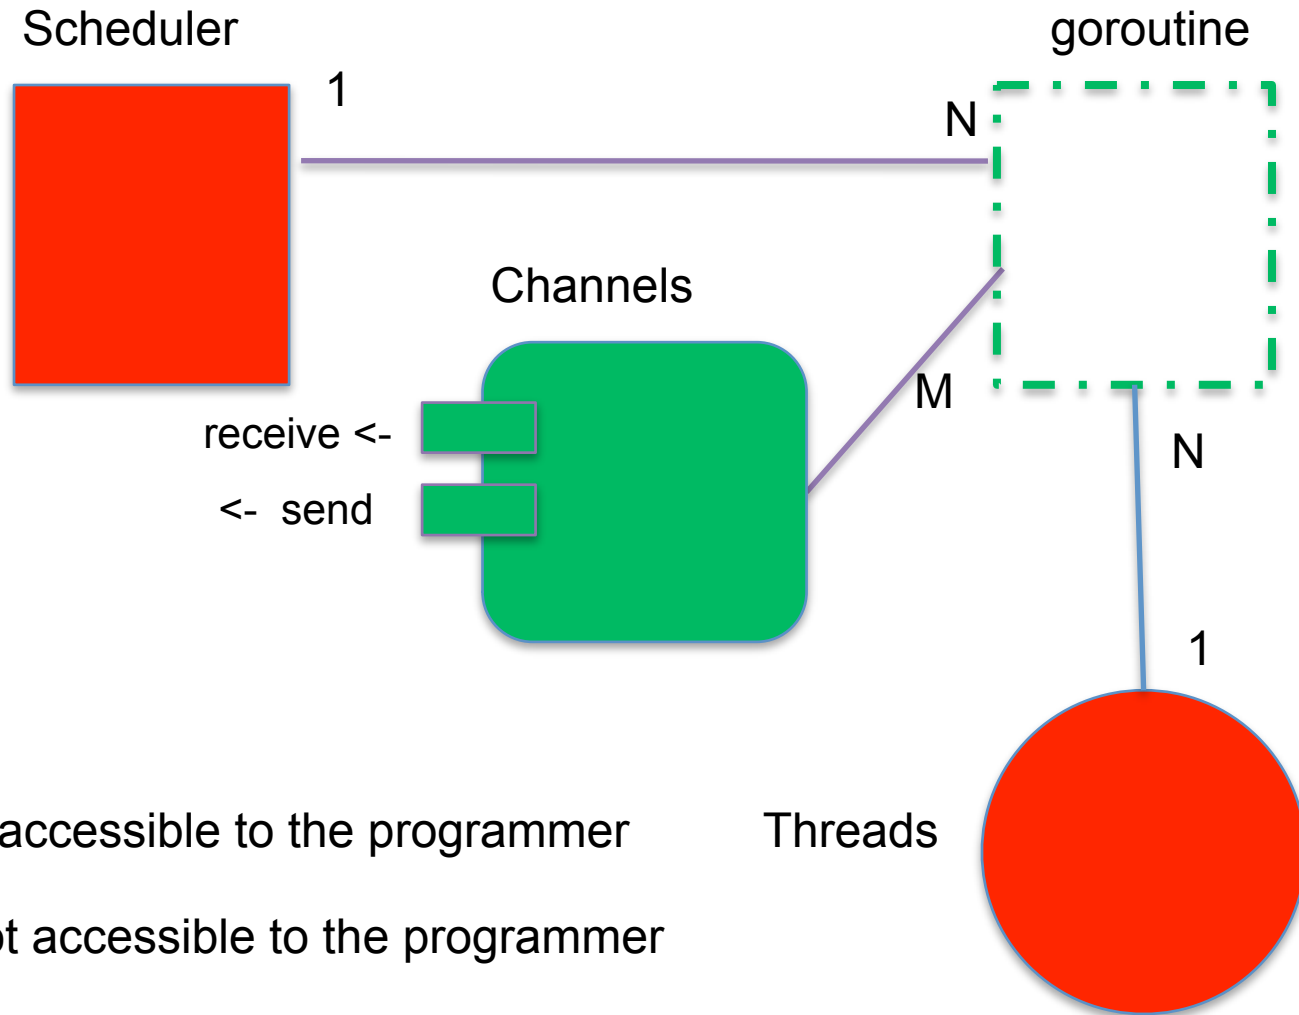 Scheduler
goroutine
1
N
Channels
M
receive <-
N
<- send
1
accessible to the programmer
Threads
accessible to the programmer